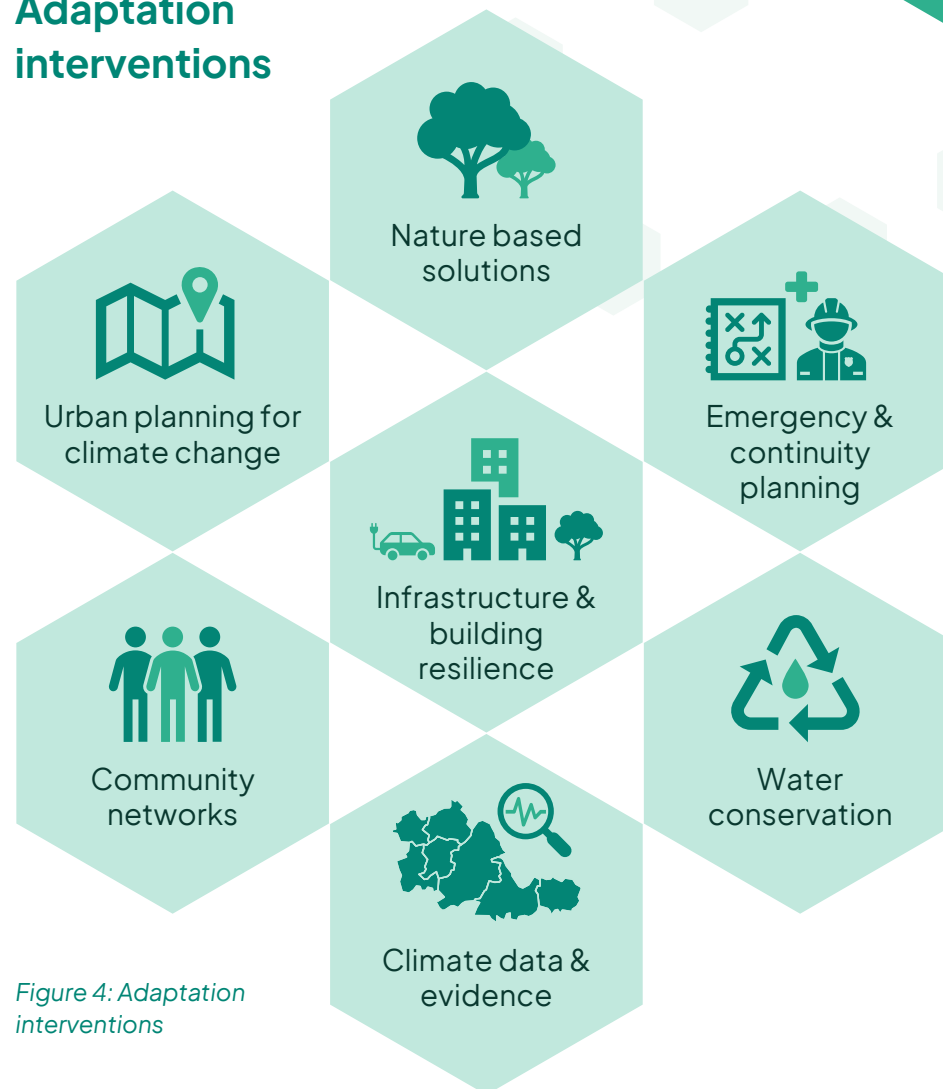 Adaptation
interventions
Nature based
solutions
Urban planning for
climate change
Emergency &
continuity
planning
Infrastructure &
building
resilience
Community
networks
Water
conservation
Climate data &
evidence
Figure 4: Adaptation
interventions